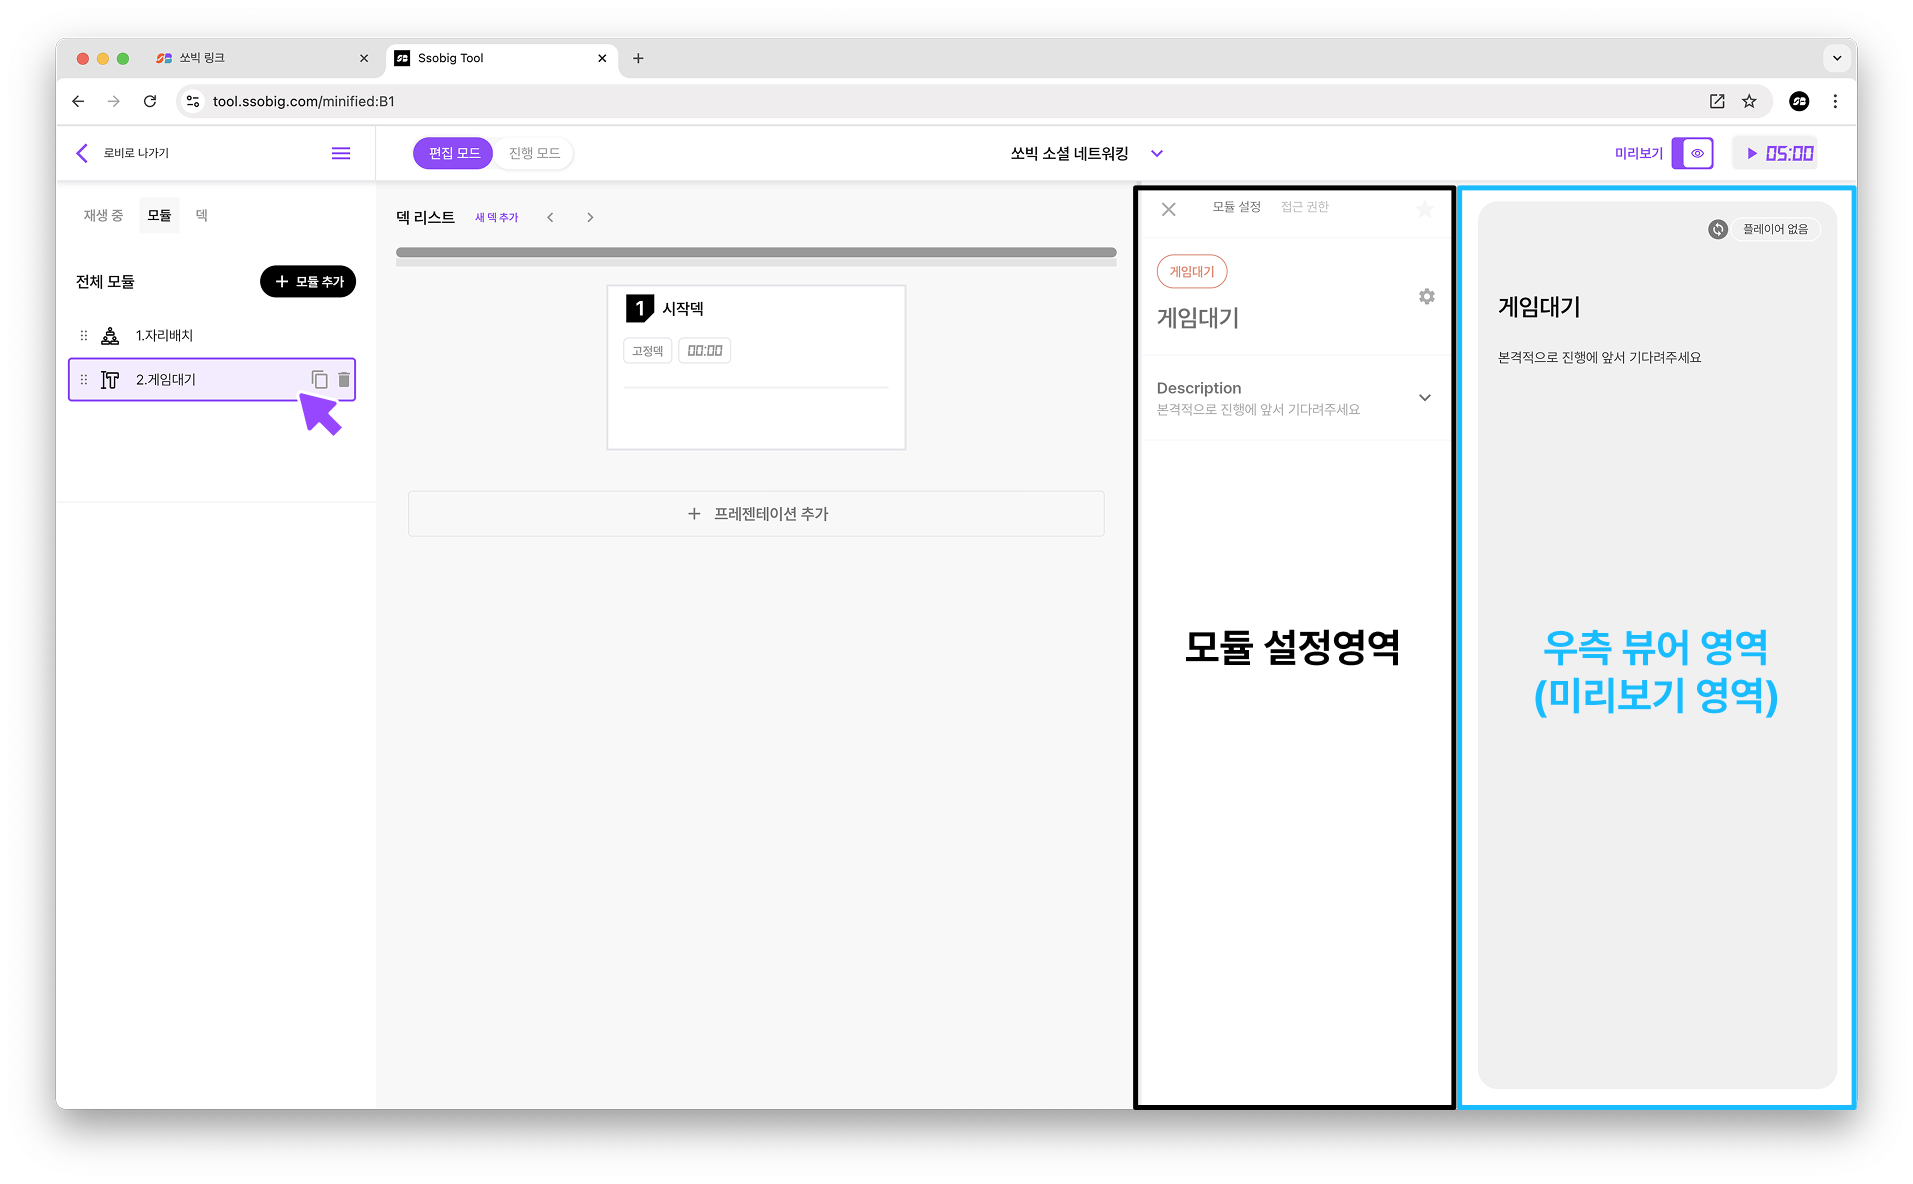 쏘빅 링크
Ssobig Tool
tool.ssobig.com/minified:B1
로비로 나가기
편집 모드
진행 모드
쏘빅 소셜 네트워킹
미리보기
05:00
재생 중
모듈
덱
전체 모듈
모듈 추가
1.자리배치
2.게임대기
덱 리스트
새 덱 추가
1 시작덱
고정덱
00:00
프레젠테이션 추가
모듈 설정
접근 권한
게임대기
게임대기
Description
본격적으로 진행에 앞서 기다려주세요
모듈 설정영역
플레이어 없음
게임대기
본격적으로 진행에 앞서 기다려주세요
우측 뷰어 영역
(미리보기 영역)